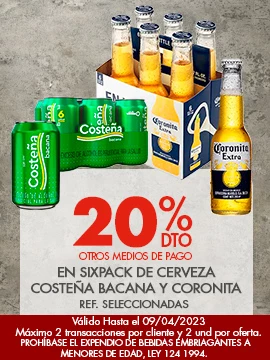 Costeña
bacana
6
Costeña
bacana
Coronita
Extra
20%
DTO
OTROS MEDIOS DE PAGO
EN SIXPACK DE CERVEZA
COSTEÑA BACANA Y CORONITA
REF. SELECCIONADAS
Válido Hasta el 09/04/2023
Máximo 2 transacciones por cliente y 2 und por oferta.
PROHÍBASE EL EXPENDIO DE BEBIDAS EMBRIAGANTES A
MENORES DE EDAD, LEY 124 1994.